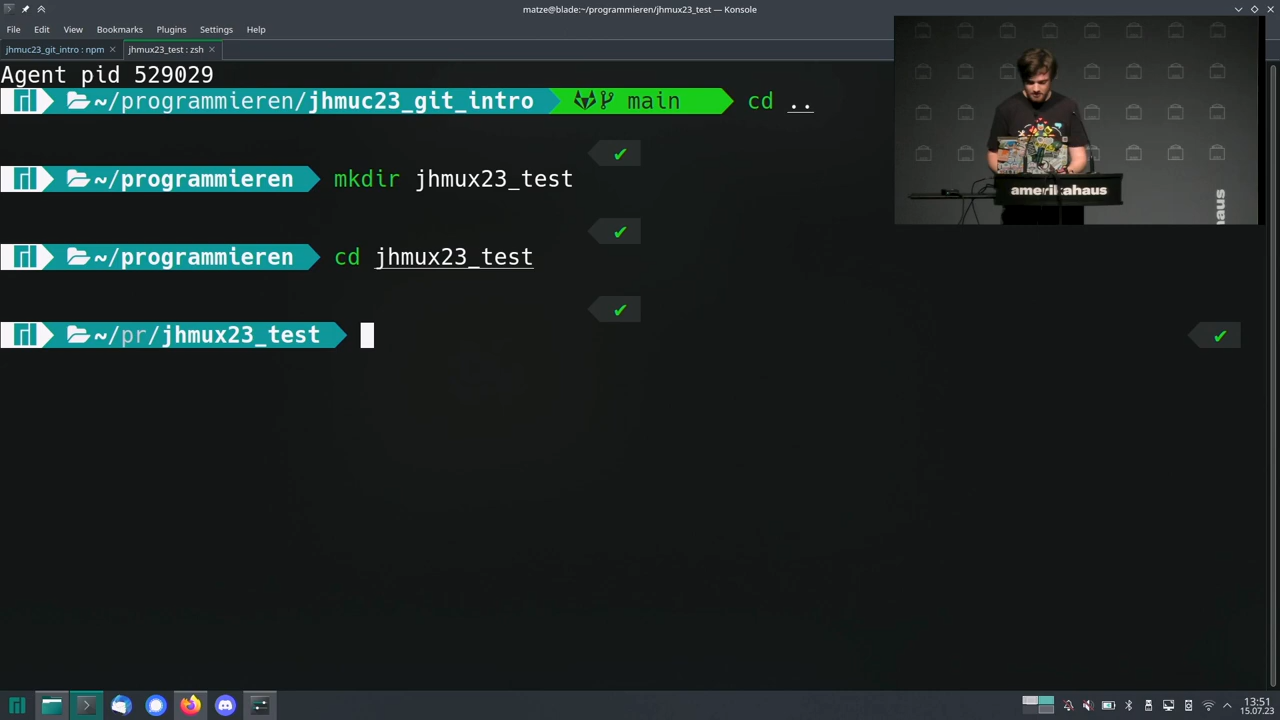 matze@blade:~/programmieren/jhmux23_test — Konsole
File Edit View Bookmarks Plugins Settings Help
jhmuc23_git_intro : npm
jhmux23_test : zsh
Agent pid 529029
~/programmieren/jhmuc23_git_intro main cd ..
~/programmieren mkdir jhmux23_test
~/programmieren cd jhmux23_test
~/pr/jhmux23_test
amerikahaus
haus
13:51
15.07.23